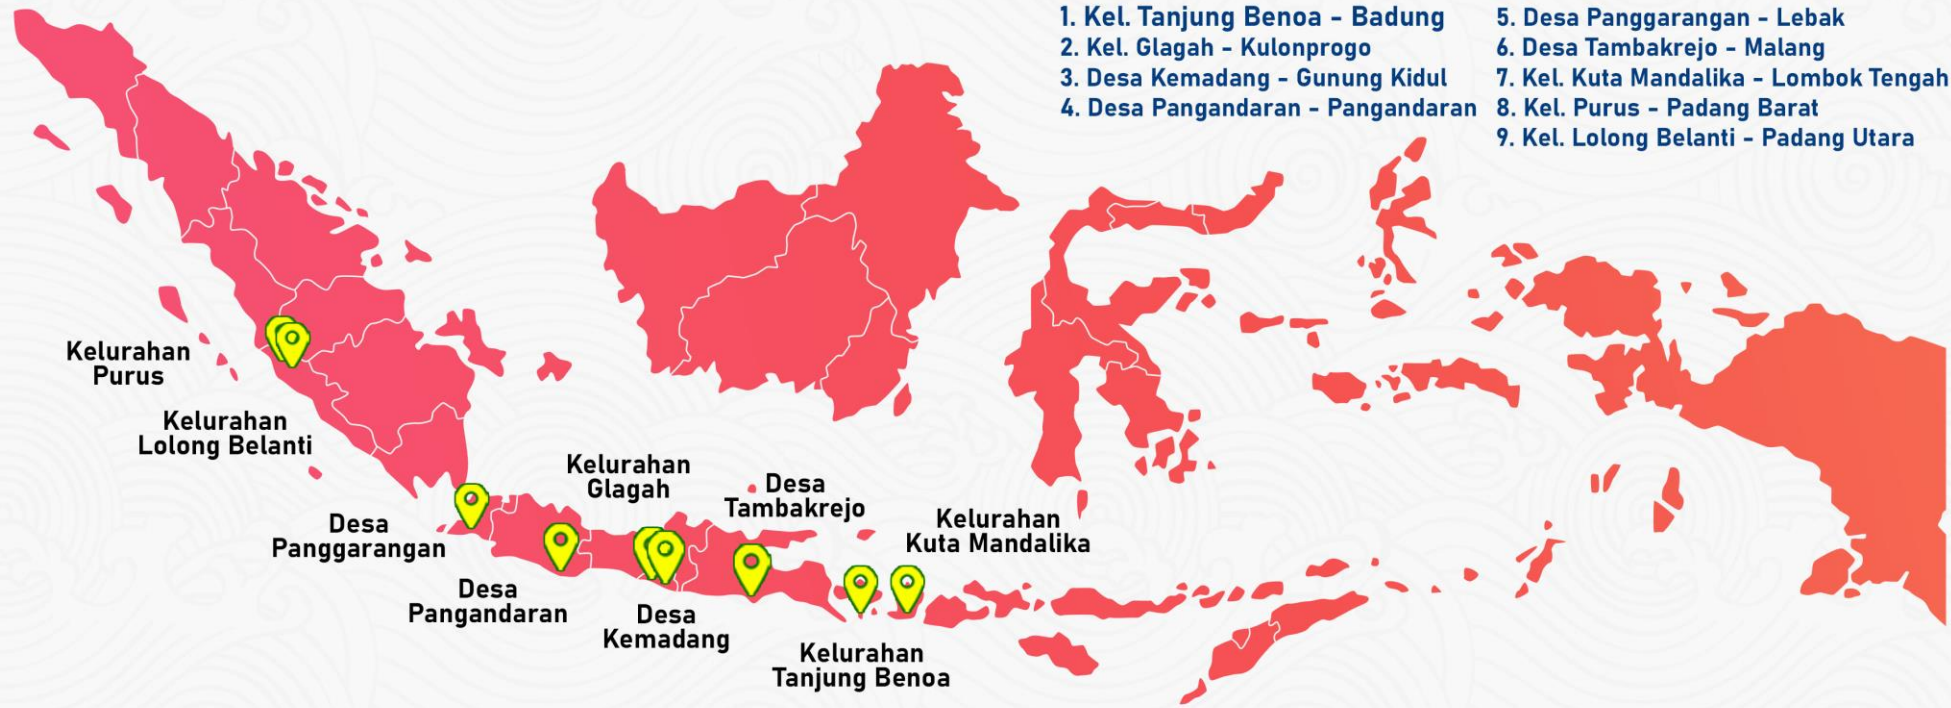 1. Kel. Tanjung Benoa - Badung
2. Kel. Glagah - Kulonprogo
3. Desa Kemadang - Gunung Kidul
4. Desa Pangandaran - Pangandaran
5. Desa Panggarangan - Lebak
6. Desa Tambakrejo - Malang
7. Kel. Kuta Mandalika - Lombok Tengah
8. Kel. Purus - Padang Barat
9. Kel. Lolong Belanti - Padang Utara
Kelurahan
Purus
Kelurahan
Lolong Belanti
Desa
Panggarangan
Desa
Pangandaran
Kelurahan
Glagah
Desa
Kemadang
Desa
Tambakrejo
Kelurahan
Tanjung Benoa
Kelurahan
Kuta Mandalika